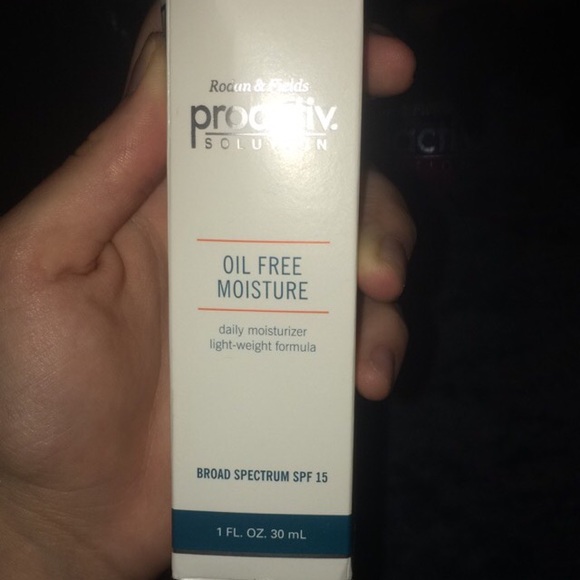 Rodan & Fields
proactiv.
SOLUTION
OIL FREE
MOISTURE
daily moisturizer
light-weight formula
BROAD SPECTRUM SPF 15
1 FL. OZ. 30 mL